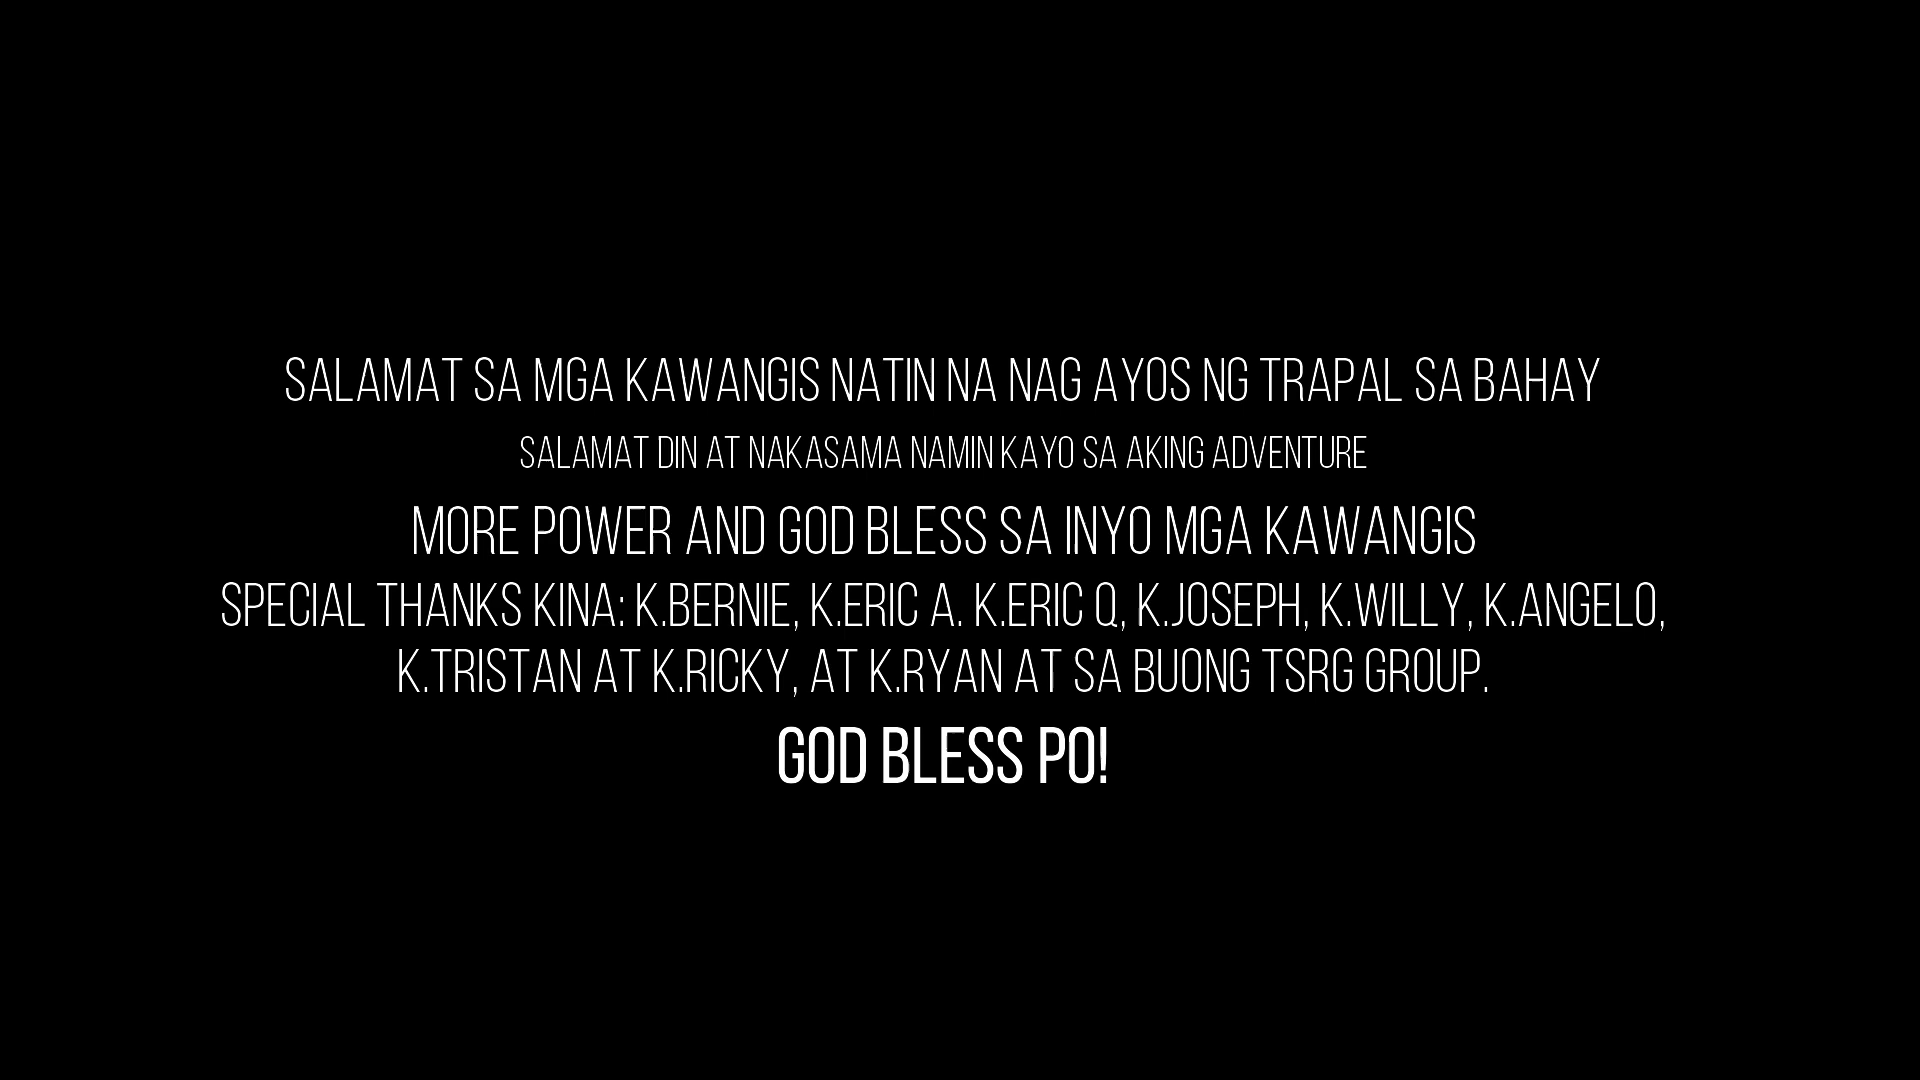 SALAMAT SA MGA KAWANGIS NATIN NA NAG AYOS NG TRAPAL SA BAHAY
SALAMAT DIN AT NAKASAMA NAMIN KAYO SA AKING ADVENTURE
MORE POWER AND GOD BLESS SA INYO MGA KAWANGIS
SPECIAL THANKS KINA: K.BERNIE, K.ERIC A. K.ERIC Q, K.JOSEPH, K.WILLY, K.ANGELO,
K.TRISTAN AT K.RICKY, AT K.RYAN AT SA BUONG TSRG GROUP.
GOD BLESS PO!